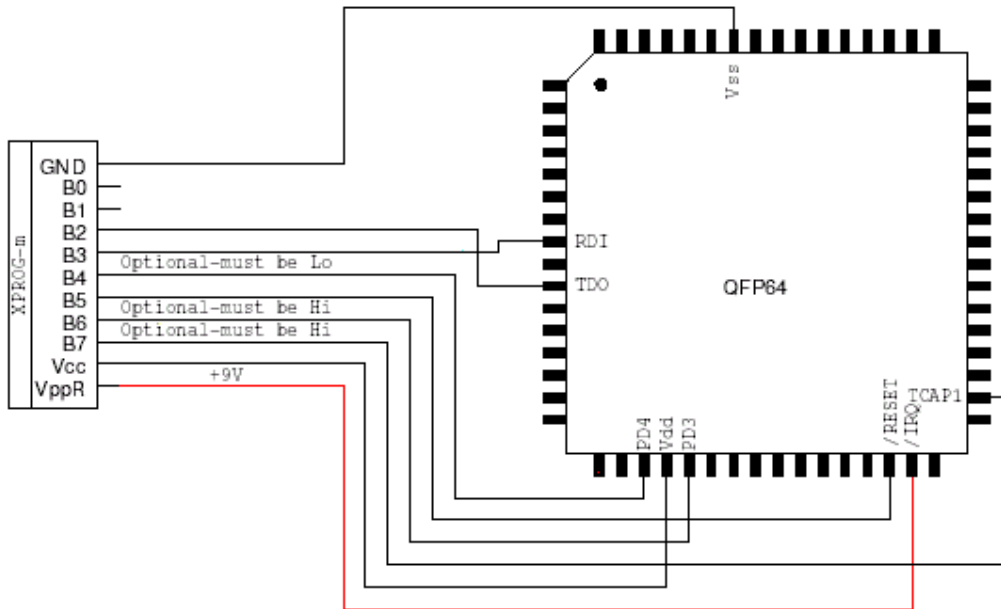 Vss
GND
B0
B1
B2
B3
Optional-must be Lo
B4
B5
Optional-must be Hi
B6
Optional-must be Hi
B7
Vcc
+9V
VppR
XPROG-m
RDI
TDO
QFP64
TCAP1
PD4
Vdd
PD3
/RESET
/IRQ